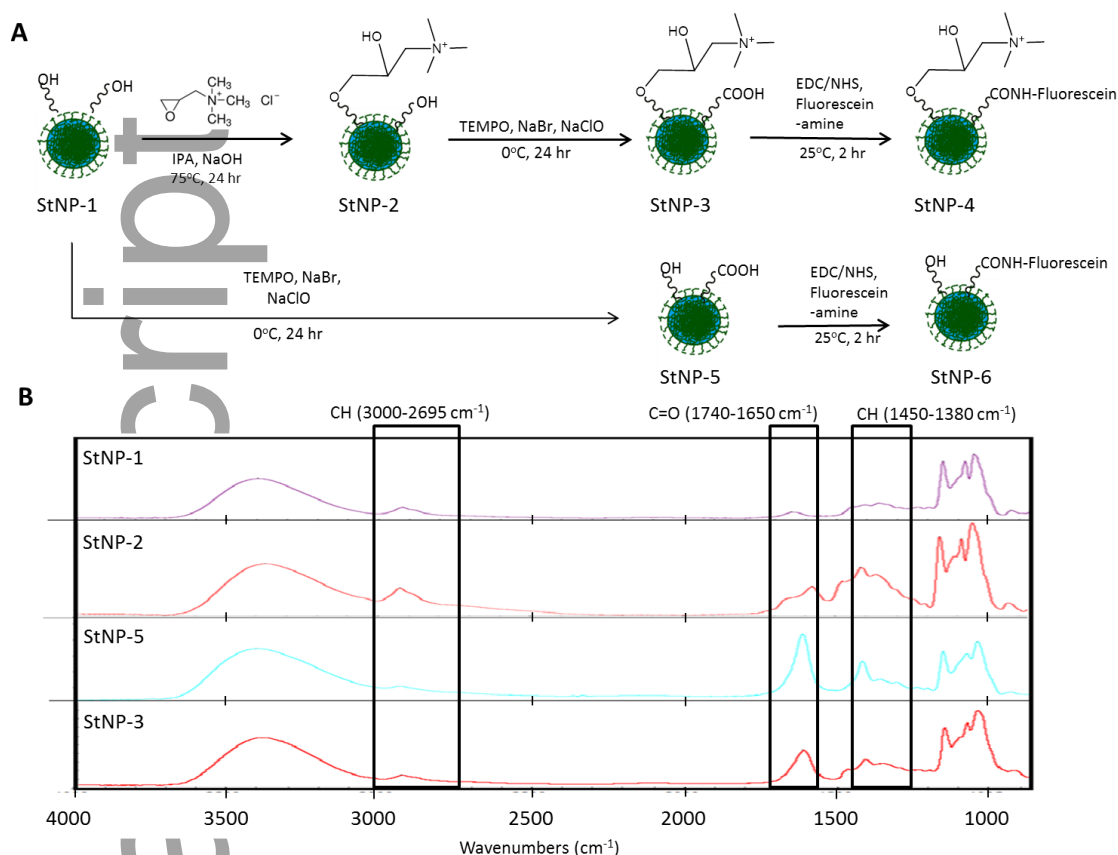 A
OH
OH
CH₃
N⁺
CH₃
CH₃
Cl⁻
O
IPA, NaOH
75°C, 24 hr
StNP-1
HO
N⁺
O
OH
StNP-2
TEMPO, NaBr, NaClO
0°C, 24 hr
HO
N⁺
O
COOH
StNP-3
EDC/NHS,
Fluorescein
-amine
25°C, 2 hr
HO
N⁺
O
CONH-Fluorescein
StNP-4
TEMPO, NaBr,
NaClO
0°C, 24 hr
OH
COOH
StNP-5
EDC/NHS,
Fluorescein
-amine
25°C, 2 hr
OH
CONH-Fluorescein
StNP-6
cript
B
CH (3000-2695 cm⁻¹)
C=O (1740-1650 cm⁻¹)
CH (1450-1380 cm⁻¹)
StNP-1
StNP-2
StNP-5
StNP-3
4000 3500 3000 2500 2000 1500 1000
Wavenumbers (cm⁻¹)